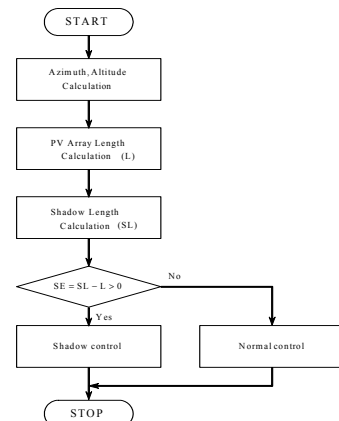 START
Azimuth, Altitude
Calculation
PV Array Length
Calculation (L)
Shadow Length
Calculation (SL)
SE = SL – L > 0
No
Yes
Shadow control
Normal control
STOP